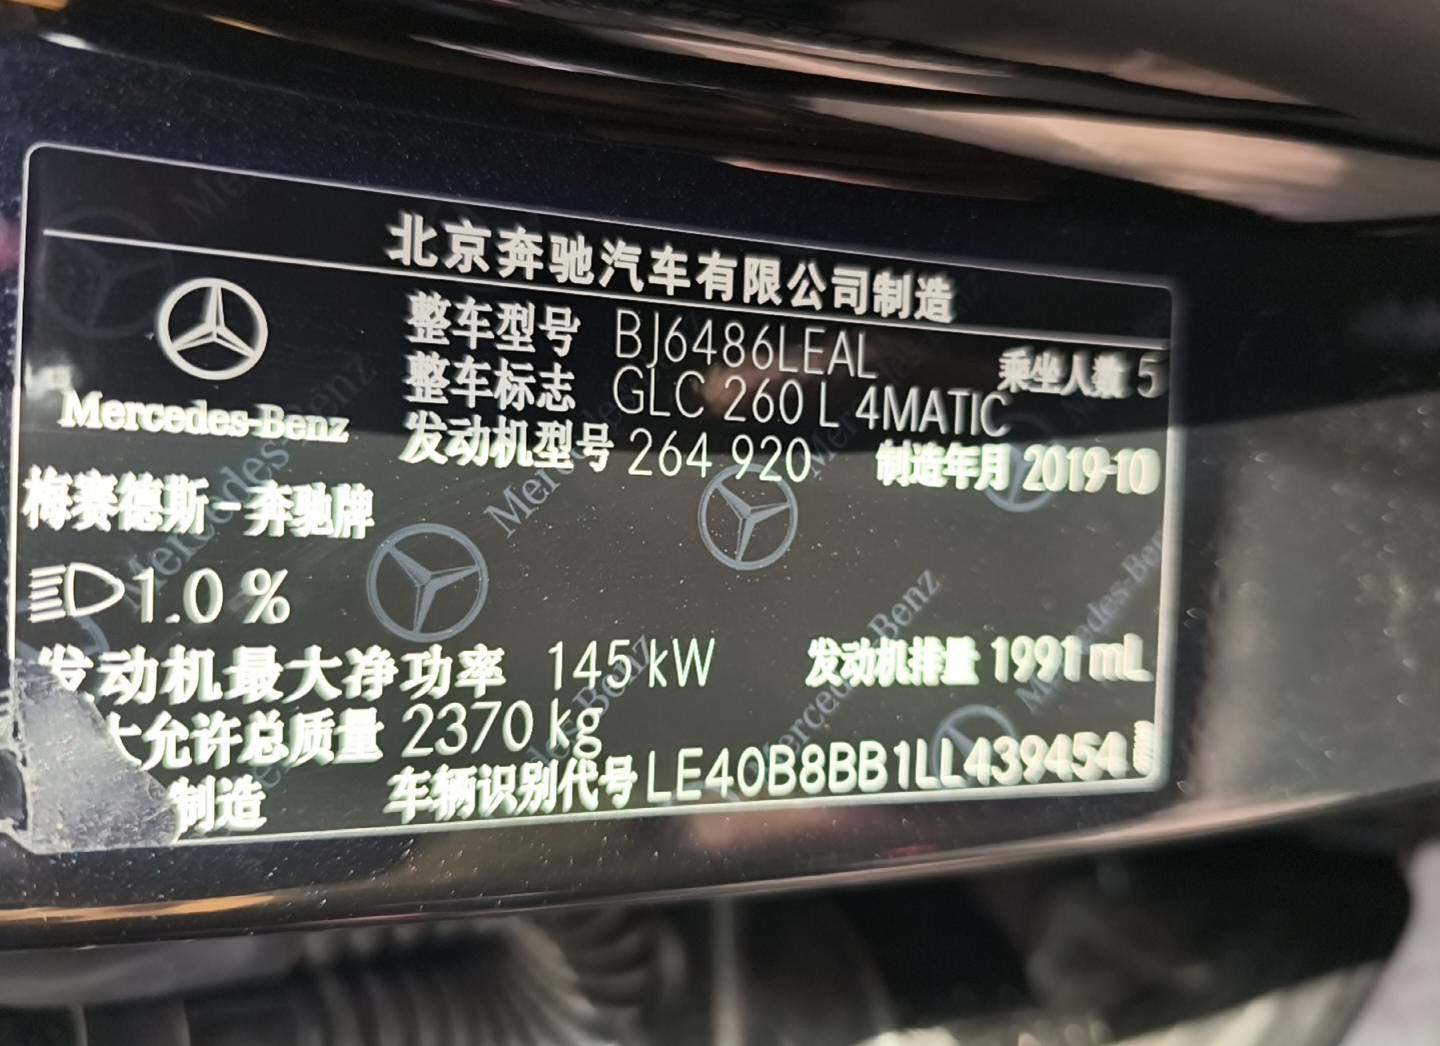 北京奔驰汽车有限公司制造
整车型号 BJ6486LEAL
整车标志 GLC 260 L 4MATIC 乘坐人数 5
Mercedes-Benz
发动机型号 264 920 制造年月 2019-10
梅赛德斯-奔驰牌
1.0 %
发动机最大净功率 145 kW 发动机排量 1991 mL
大允许总质量 2370 kg
制造 车辆识别代号 LE40B8BB1LL439454